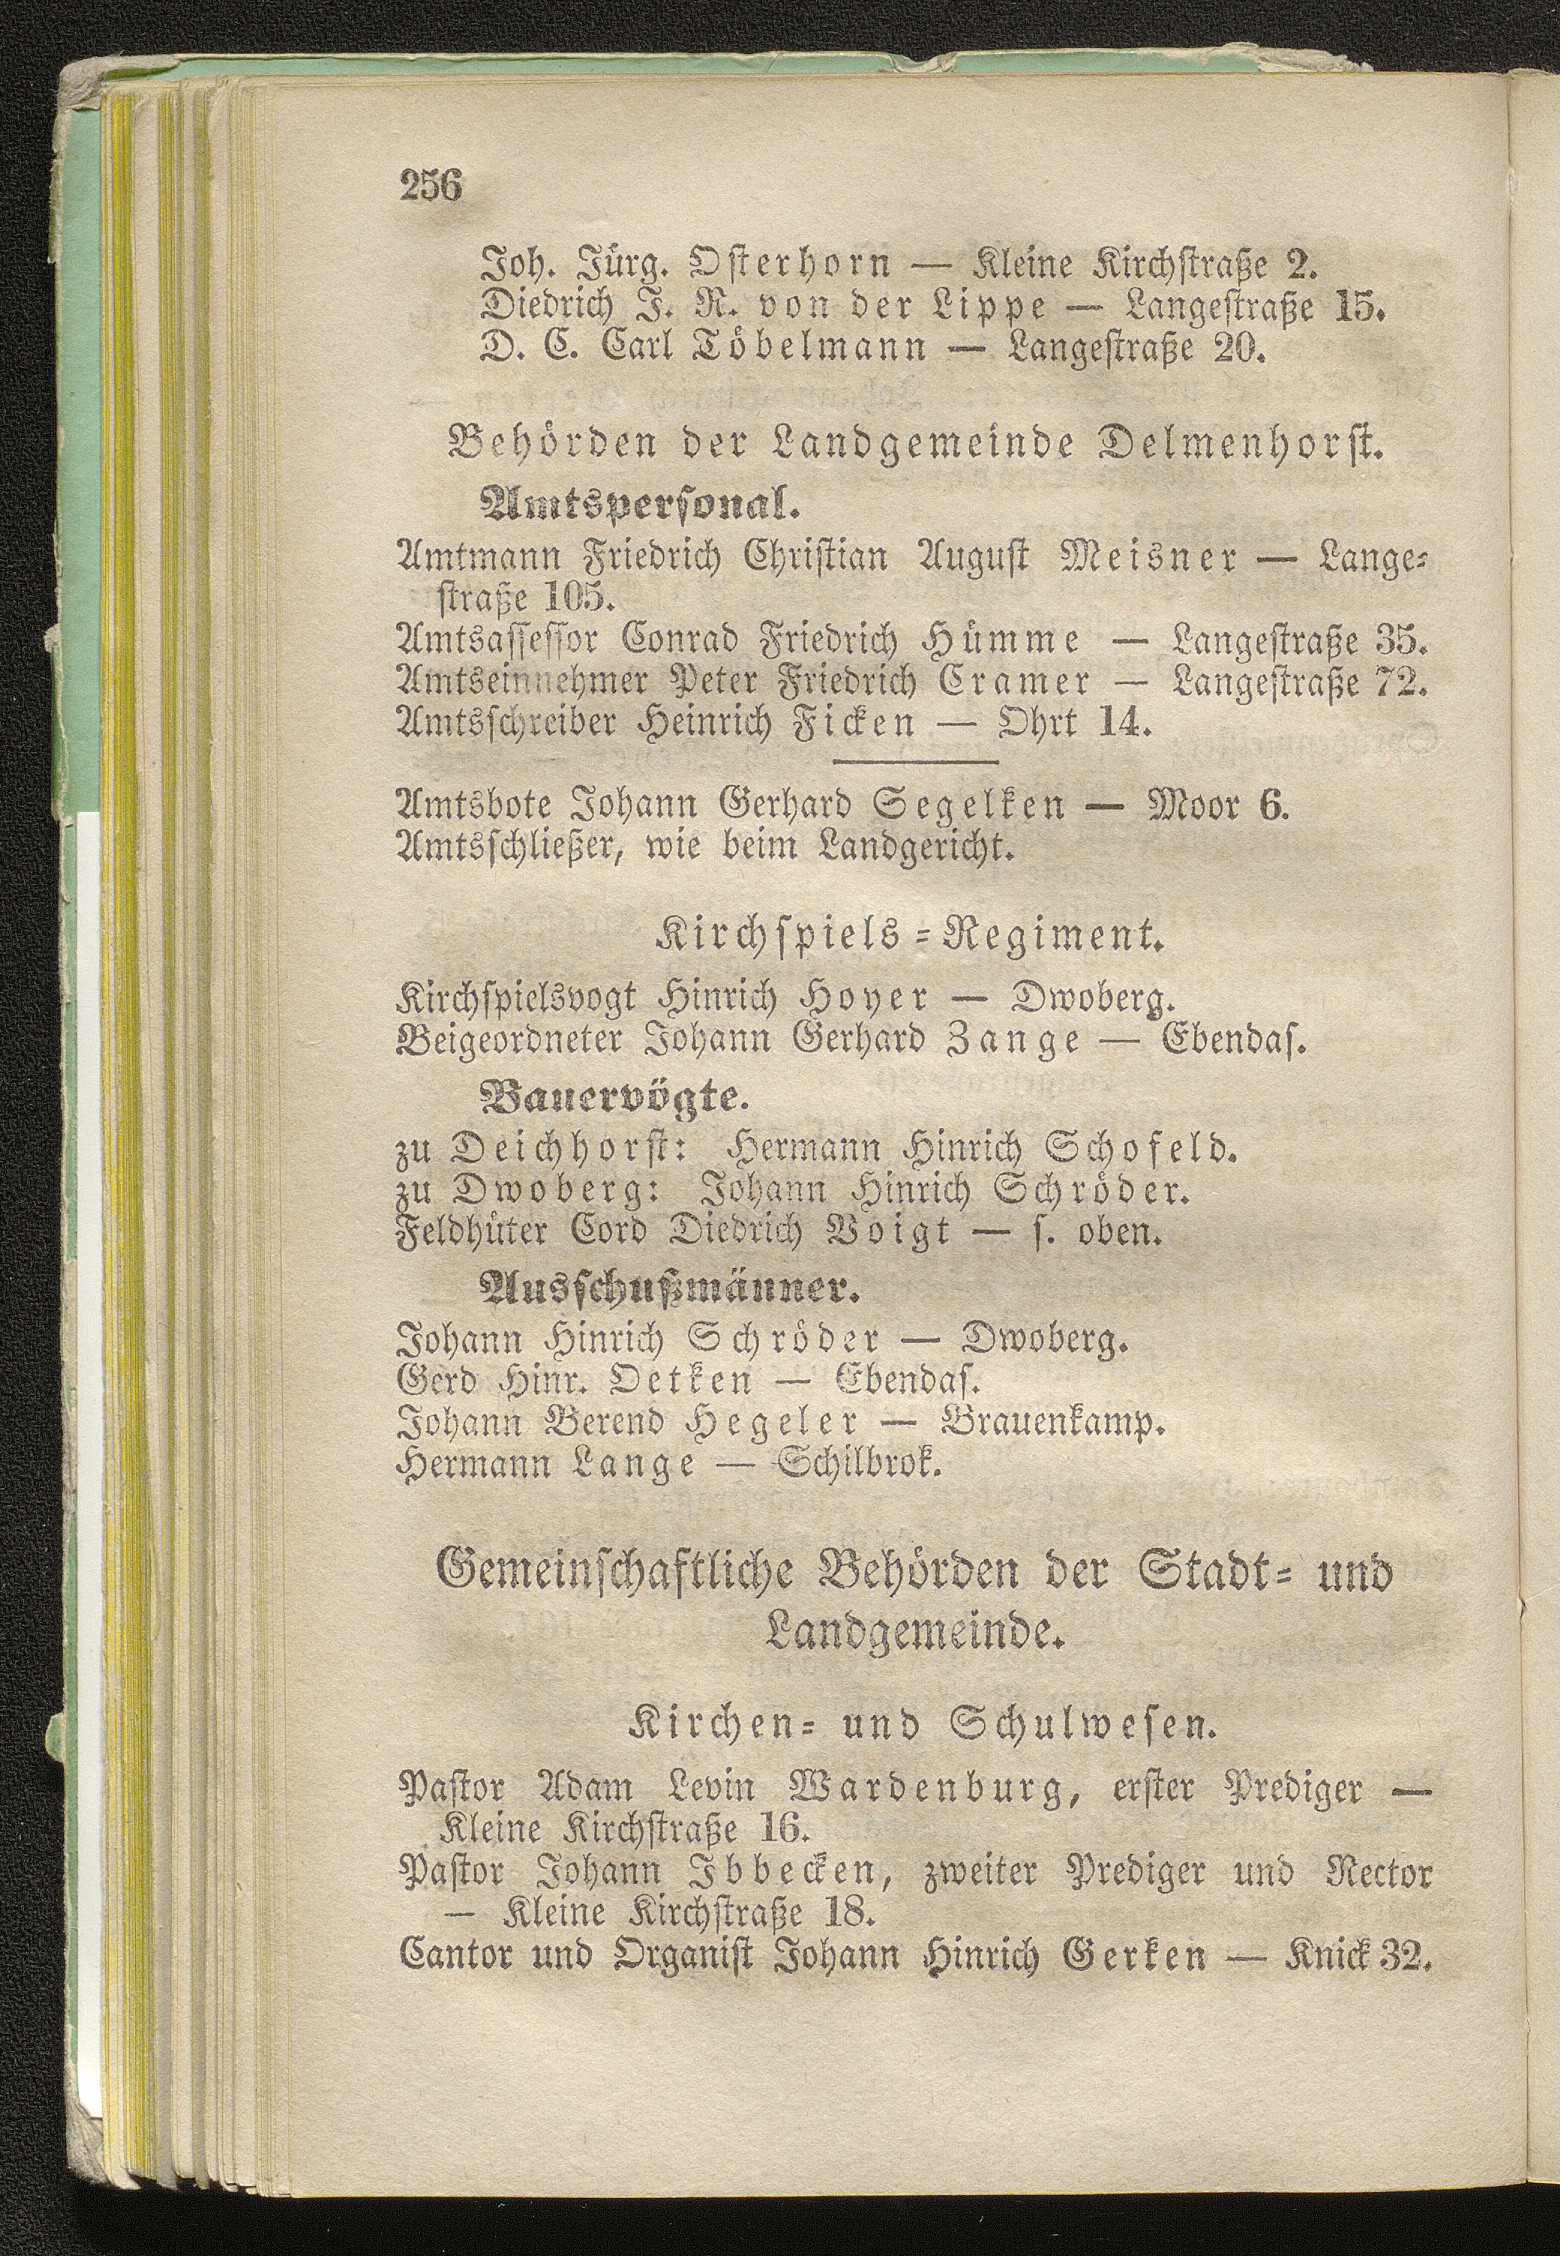 256
Joh. Jürg. Osterhorn — Kleine Kirchstraße 2.
Diedrich J. R. von der Lippe — Langestraße 15.
D. C. Carl Töbelmann — Langestraße 20.
Behörden der Landgemeinde Delmenhorst.
Amtspersonal.
Amtmann Friedrich Christian August Meisner — Lange-
straße 105.
Amtsassessor Conrad Friedrich Hümme — Langestraße 35.
Amtseinnehmer Peter Friedrich Cramer — Langestraße 72.
Amtsschreiber Heinrich Ficken — Ohrt 14.
Amtsbote Johann Gerhard Segelken — Moor 6.
Amtsschließer, wie beim Landgericht.
Kirchspiels-Regiment.
Kirchspielsvogt Hinrich Hoyer — Dwoberg.
Beigeordneter Johann Gerhard Zange — Ebendas.
Bauervögte.
zu Deichhorst: Hermann Hinrich Schofeld.
zu Dwoberg: Johann Hinrich Schröder.
Feldhüter Cord Diedrich Voigt — s. oben.
Ausschußmänner.
Johann Hinrich Schröder — Dwoberg.
Gerd Hinr. Oetken — Ebendas.
Johann Berend Hegeler — Brauenkamp.
Hermann Lange — Schilbrok.
Gemeinschaftliche Behörden der Stadt- und
Landgemeinde.
Kirchen- und Schulwesen.
Pastor Adam Levin Wardenburg, erster Prediger —
Kleine Kirchstraße 16.
Pastor Johann Ibbecken, zweiter Prediger und Rector
— Kleine Kirchstraße 18.
Cantor und Organist Johann Hinrich Gerken — Knick 32.